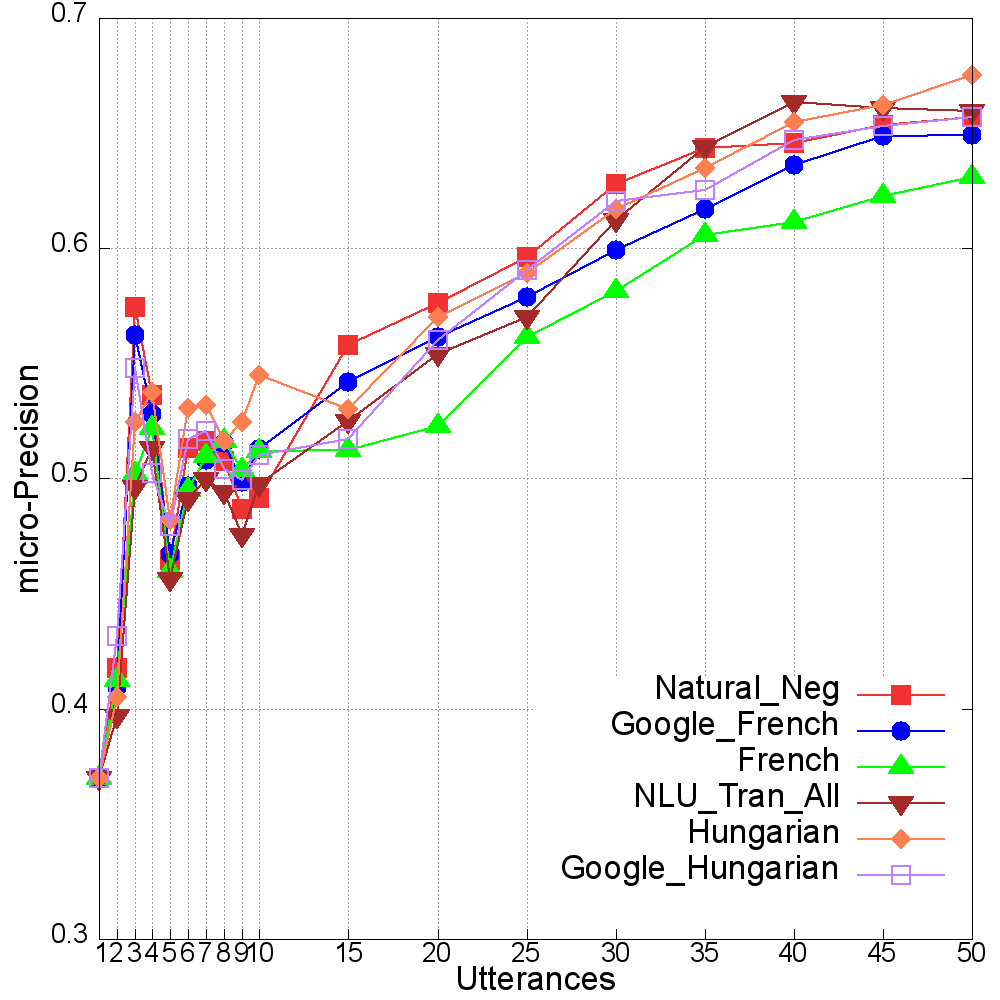 0.7
0.6
0.5
0.4
0.3
micro-Precision
Natural_Neg
Google_French
French
NLU_Tran_All
Hungarian
Google_Hungarian
1 2 3 4 5 6 7 8 9 10 15 20 25 30 35 40 45 50
Utterances